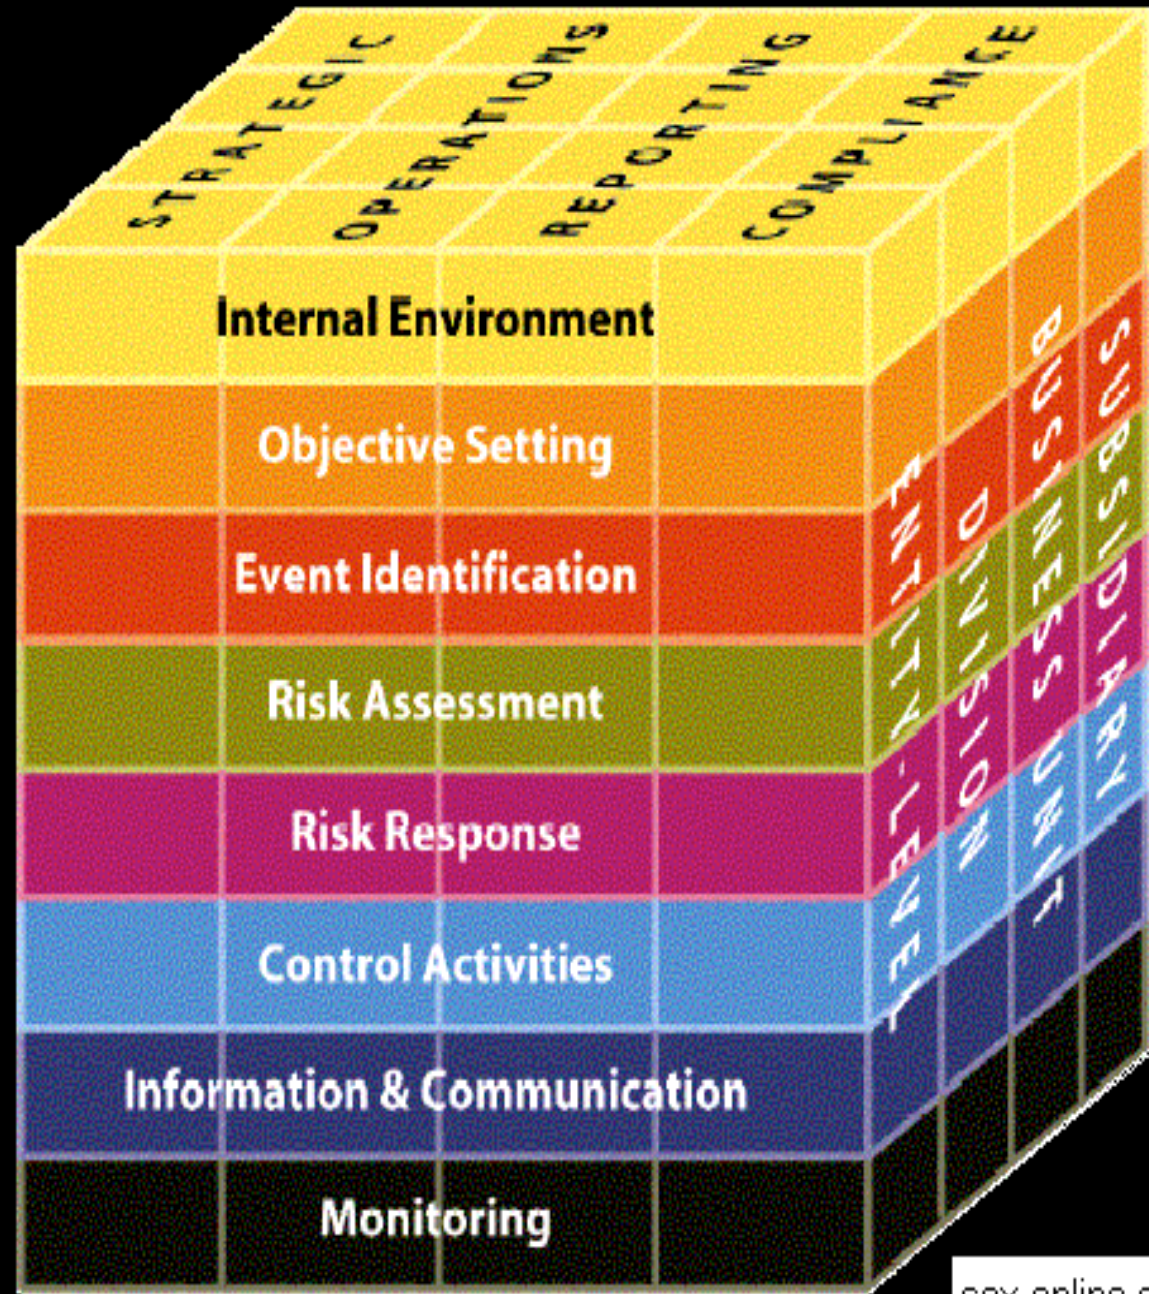 STRATEGIC
OPERATIONS
REPORTING
COMPLIANCE
Internal Environment
Objective Setting
Event Identification
Risk Assessment
Risk Response
Control Activities
Information & Communication
Monitoring
ENTITY-LEVEL
DIVISION
BUSINESS UNIT
SUBSIDIARY